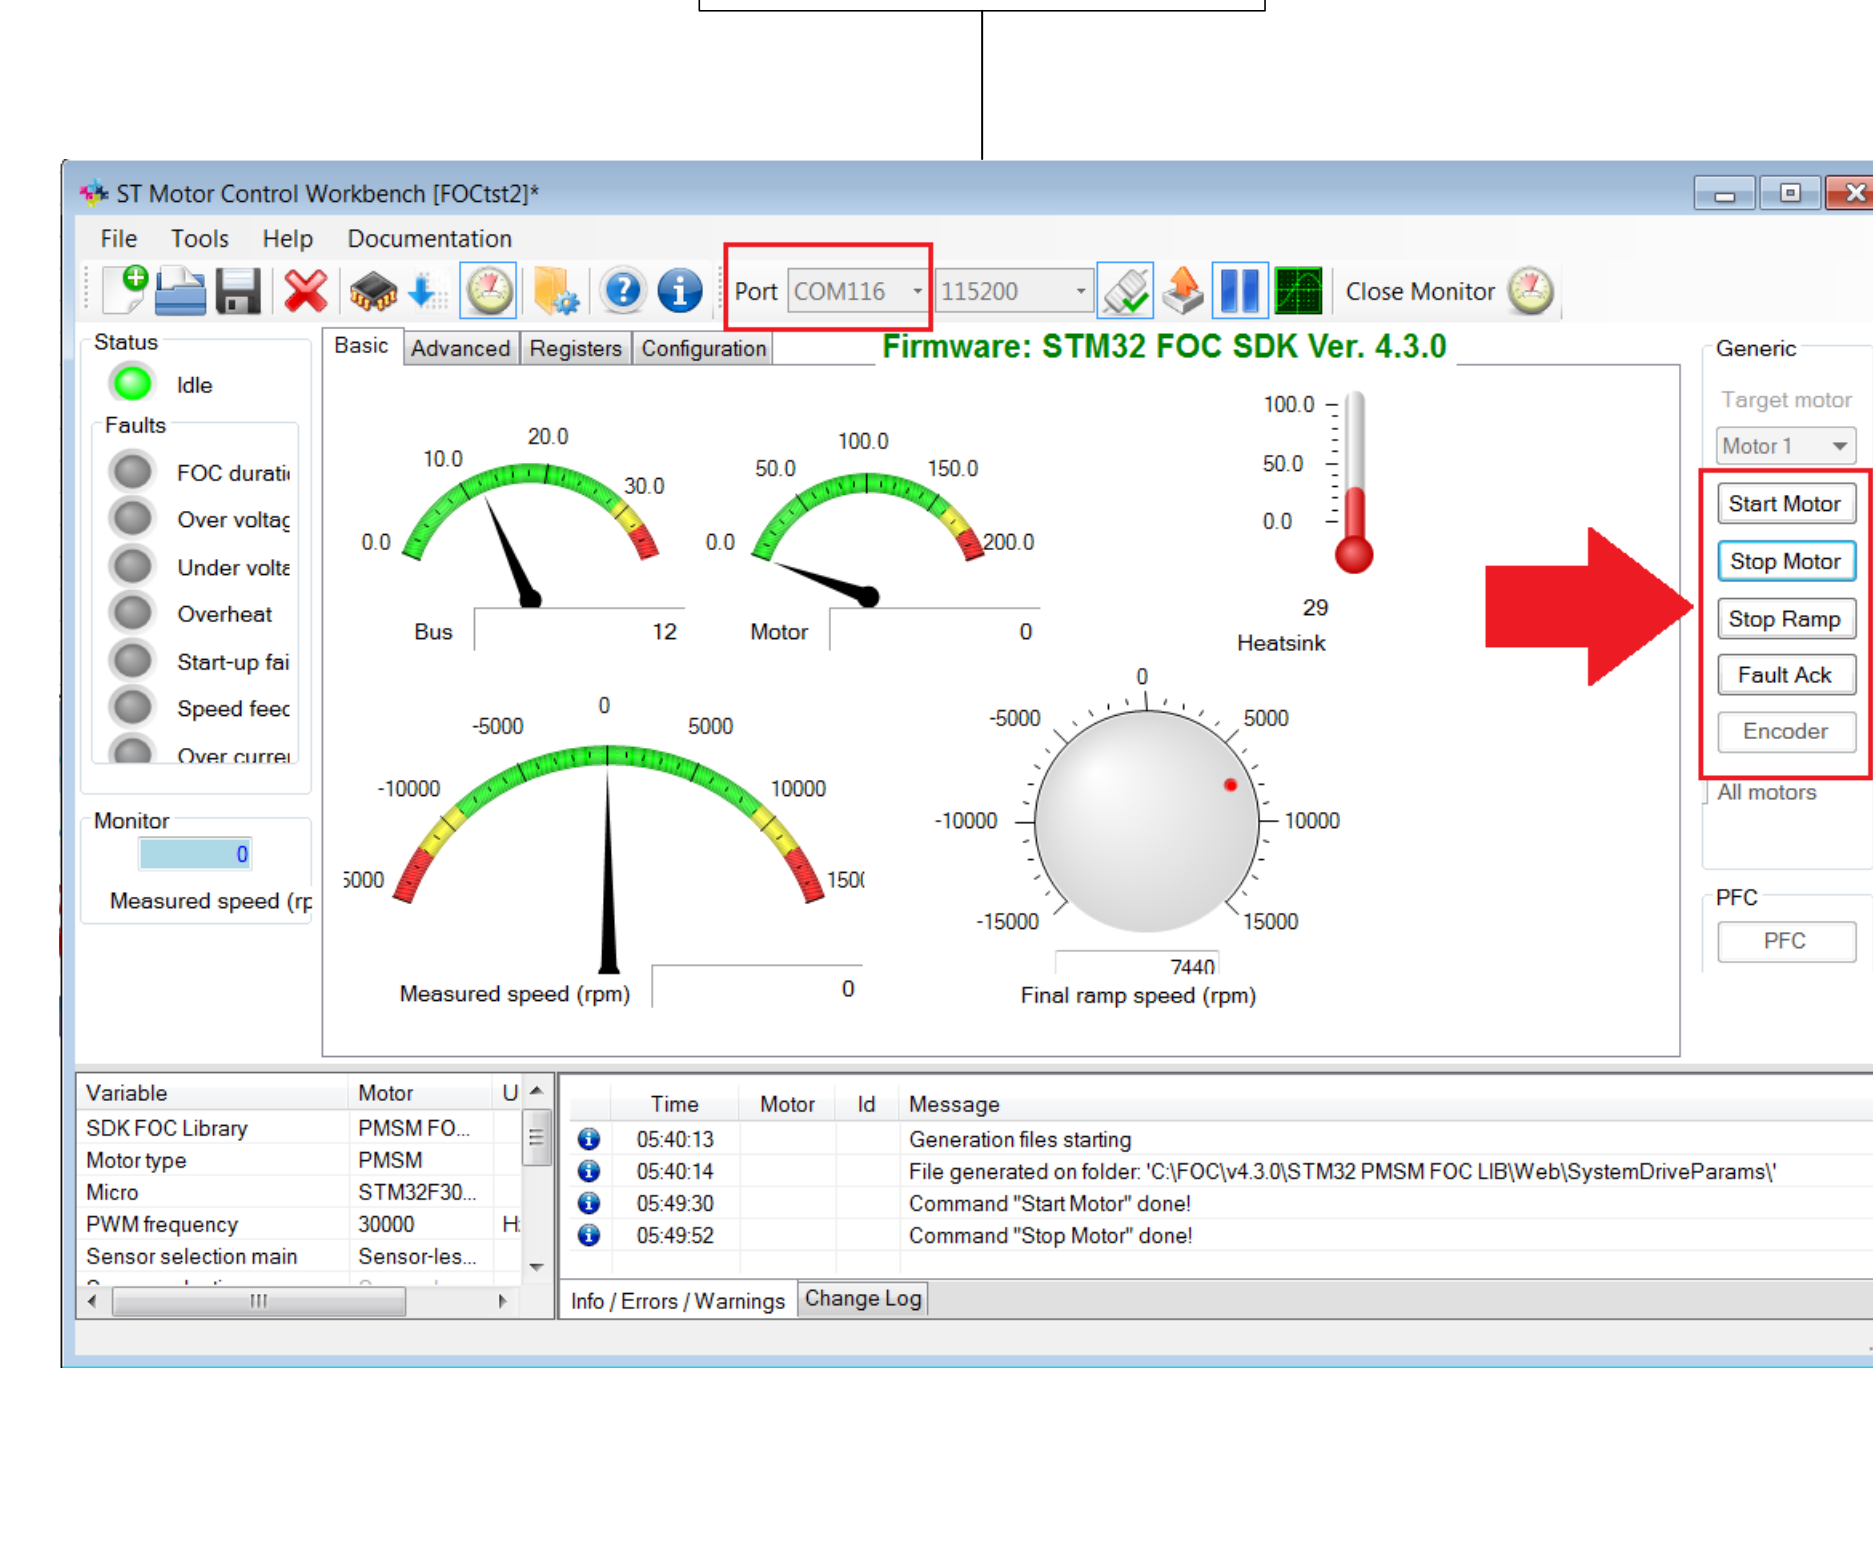 ST Motor Control Workbench [FOCtst2]*
File Tools Help Documentation
Port COM116 115200 Close Monitor
Status
Idle
Faults
FOC duratio
Over voltag
Under volta
Overheat
Start-up fai
Speed feec
Over currei
Monitor
0
Measured speed (rp
Basic Advanced Registers Configuration
Firmware: STM32 FOC SDK Ver. 4.3.0
0.0 10.0 20.0 30.0
Bus 12
0.0 50.0 100.0 150.0 200.0
Motor 0
100.0
50.0
0.0
29
Heatsink
5000 -10000 -5000 0 5000 10000 1500
Measured speed (rpm) 0
-15000 -10000 -5000 0 5000 10000 15000
7440
Final ramp speed (rpm)
Generic
Target motor
Motor 1
Start Motor
Stop Motor
Stop Ramp
Fault Ack
Encoder
All motors
PFC
PFC
Variable Motor U
SDK FOC Library PMSM FO...
Motor type PMSM
Micro STM32F30...
PWM frequency 30000 H
Sensor selection main Sensor-les...
Time Motor Id Message
05:40:13 Generation files starting
05:40:14 File generated on folder: 'C:\FOC\v4.3.0\STM32 PMSM FOC LIB\Web\SystemDriveParams\'
05:49:30 Command "Start Motor" done!
05:49:52 Command "Stop Motor" done!
Info / Errors / Warnings Change Log